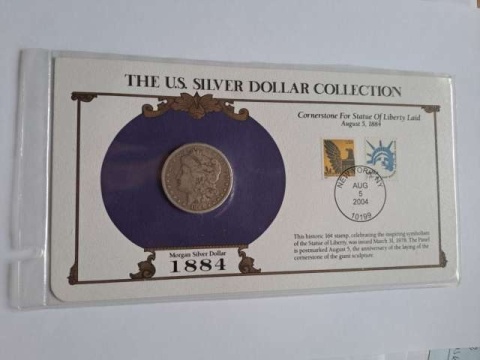 THE U.S. SILVER DOLLAR COLLECTION
Cornerstone For Statue Of Liberty Laid
August 5, 1884
NEW YORK, NY
AUG
5
2004
10199
This historic 16¢ stamp, celebrating the inspiring symbolism
of the Statue of Liberty, was issued March 31, 1978. The Panel
is postmarked August 5, the anniversary of the laying of the
cornerstone of the giant sculpture.
Morgan Silver Dollar
1884